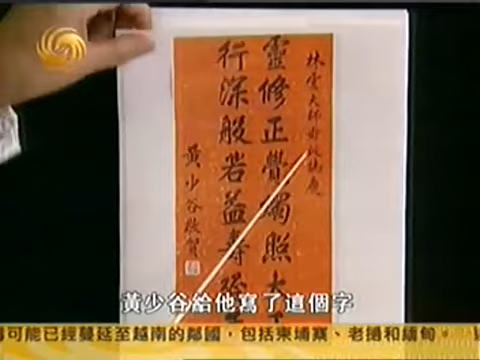 林雲大師
靈修正覺燭照大
行深般若益壽
黃少谷敬賀
黃少谷給他寫了這個字
可能已經蔓延至越南的鄰國，包括柬埔寨、老撾和緬甸。